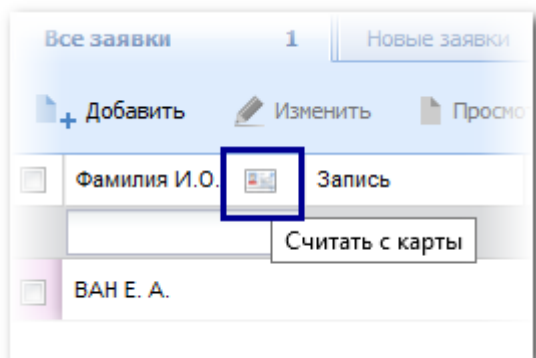 Все заявки 1 Новые заявки
Добавить Изменить Просмо
Фамилия И.О. Запись
Считать с карты
ВАН Е. А.